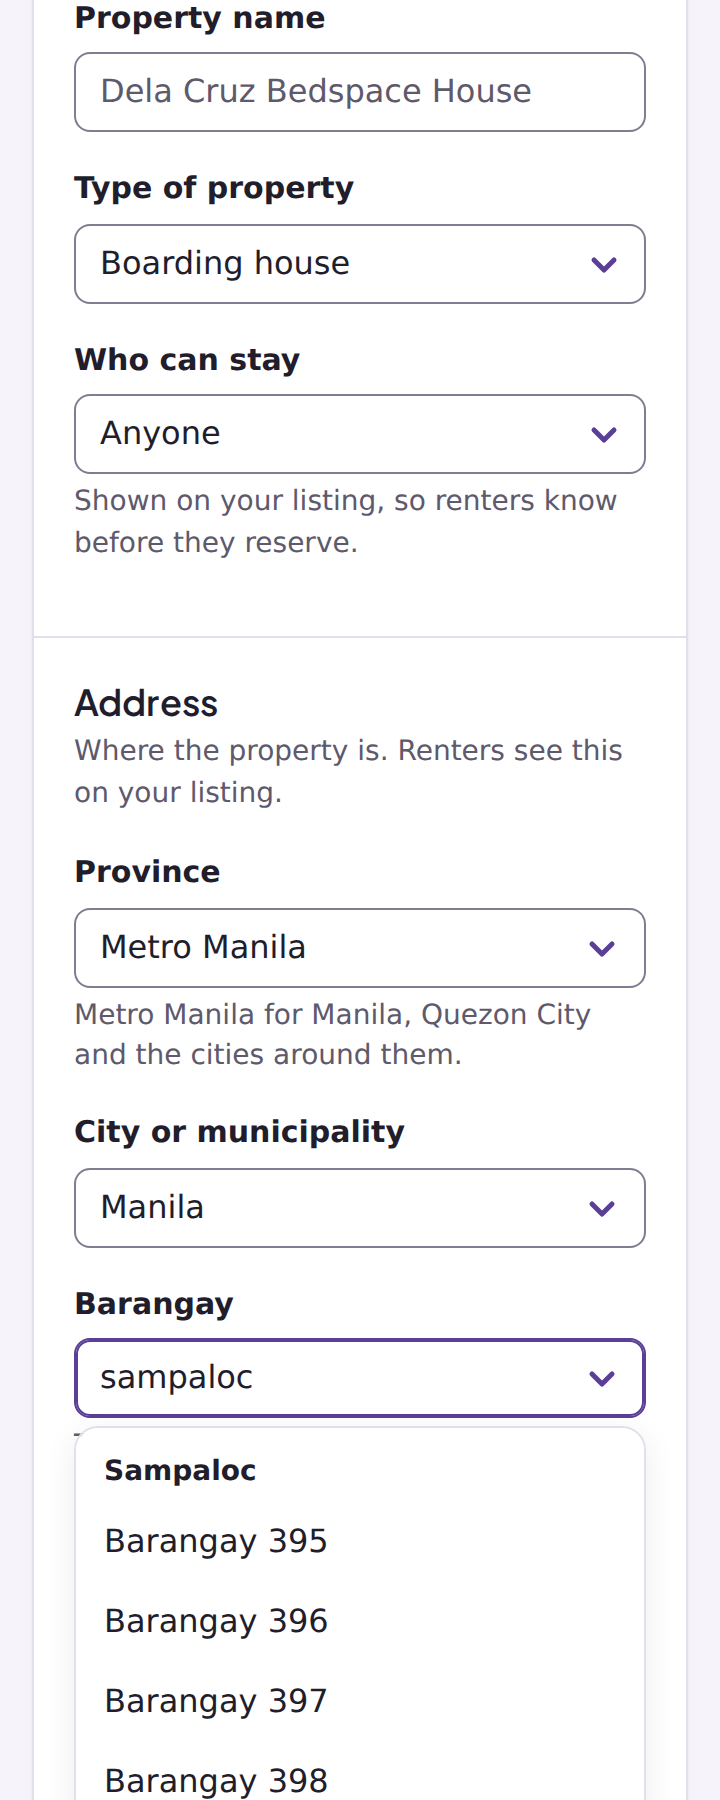 Property name
Dela Cruz Bedspace House
Type of property
Boarding house
Who can stay
Anyone
Shown on your listing, so renters know
before they reserve.
Address
Where the property is. Renters see this
on your listing.
Province
Metro Manila
Metro Manila for Manila, Quezon City
and the cities around them.
City or municipality
Manila
Barangay
sampaloc
Sampaloc
Barangay 395
Barangay 396
Barangay 397
Barangay 398